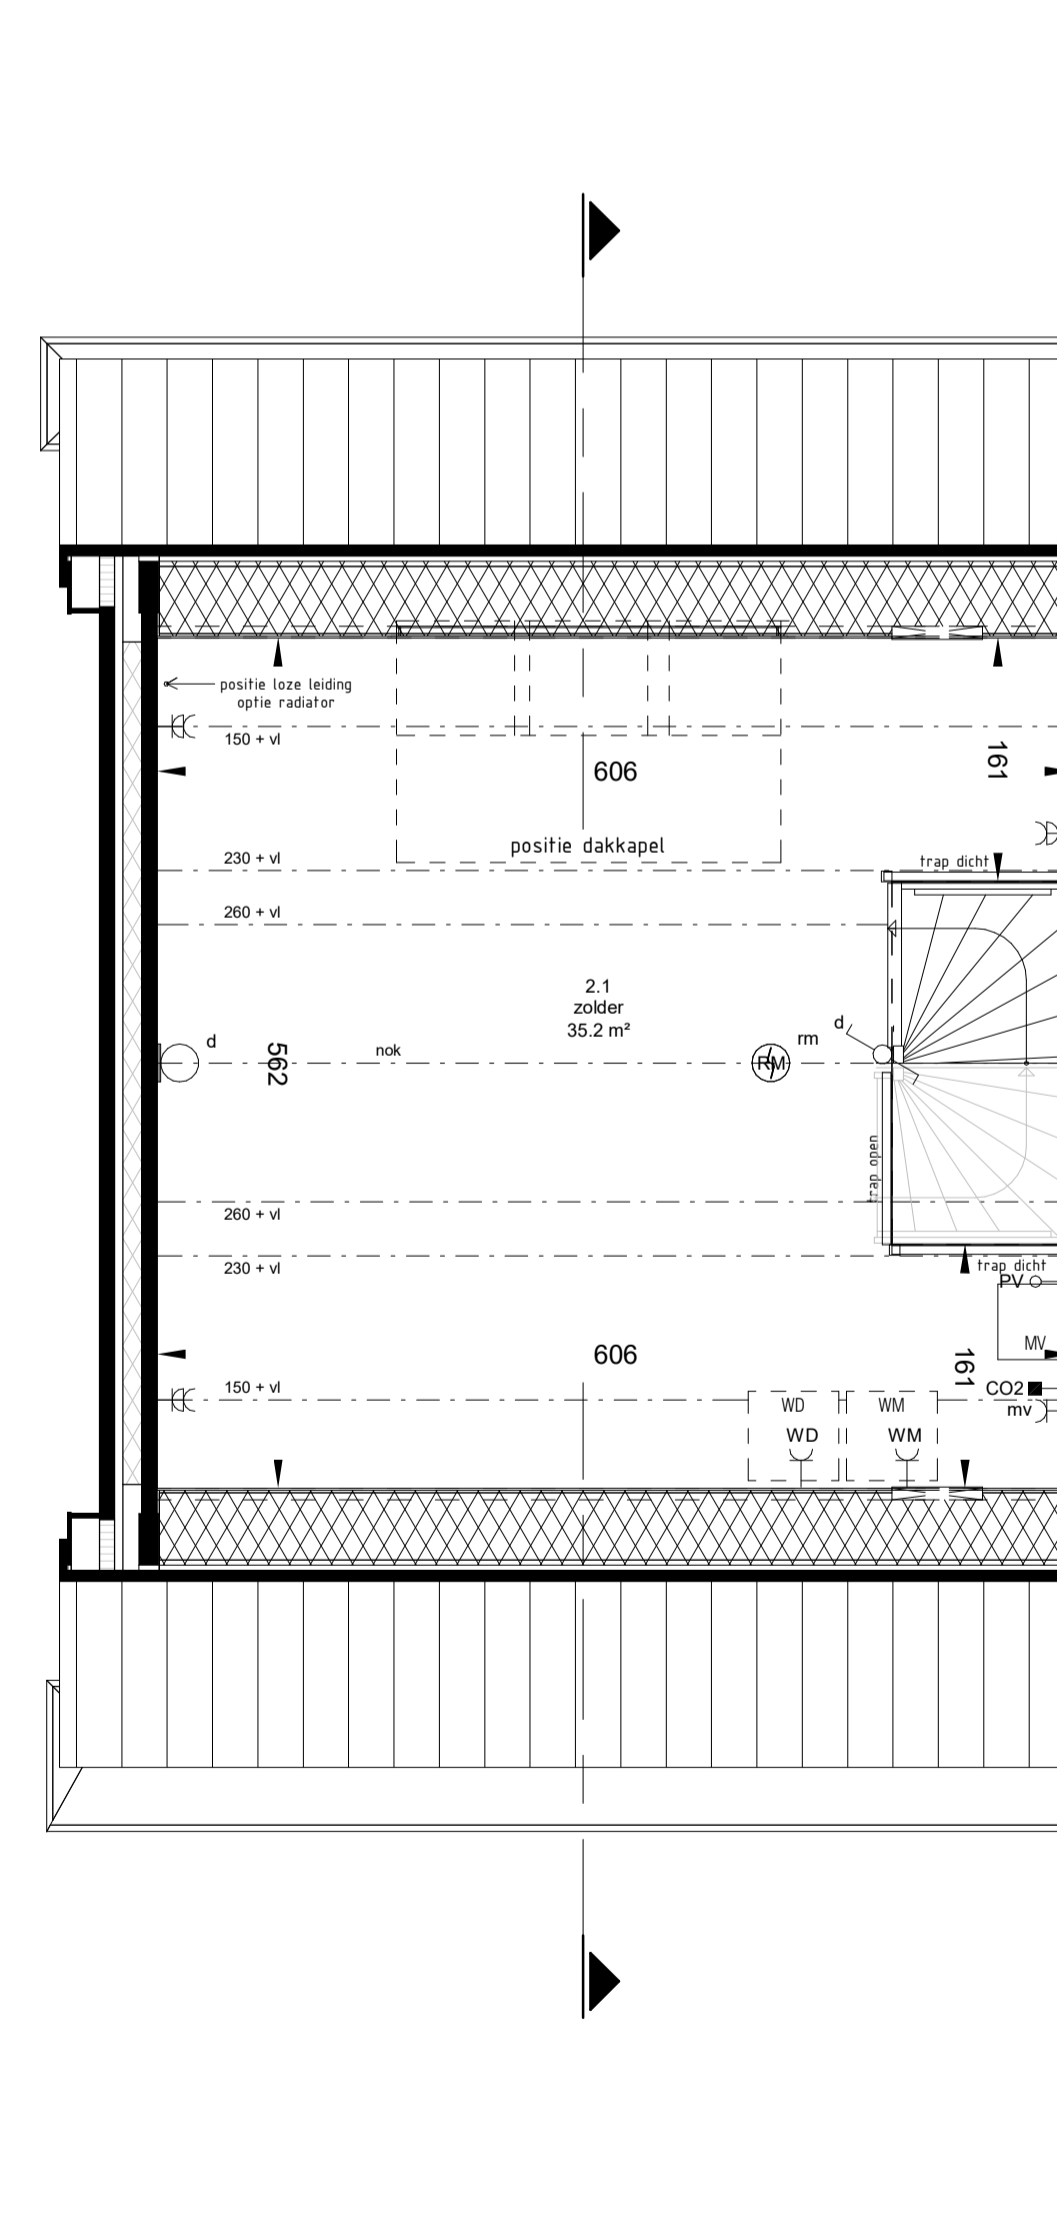 positie loze leiding
optie radiator
150 + vl
606
161
positie dakkapel
230 + vl
trap dicht
260 + vl
2.1
zolder
35.2 m²
d
562
nok
RM
rm
d
trap open
260 + vl
230 + vl
trap dicht
PV
MV
606
161
150 + vl
CO2
mv
WD
WM
WD
WM